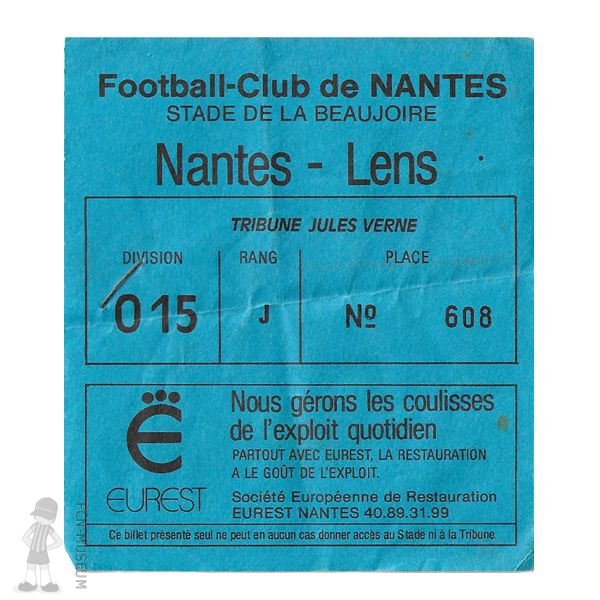 Football-Club de NANTES
STADE DE LA BEAUJOIRE
Nantes - Lens
TRIBUNE JULES VERNE
DIVISION RANG PLACE
015 J Nº 608
Nous gérons les coulisses
de l'exploit quotidien
PARTOUT AVEC EUREST, LA RESTAURATION
A LE GOÛT DE L'EXPLOIT.
EUREST
Société Européenne de Restauration
EUREST NANTES 40.89.31.99
Ce billet présenté seul ne peut en aucun cas donner accès au Stade ni à la Tribune
FCN MUSEUM